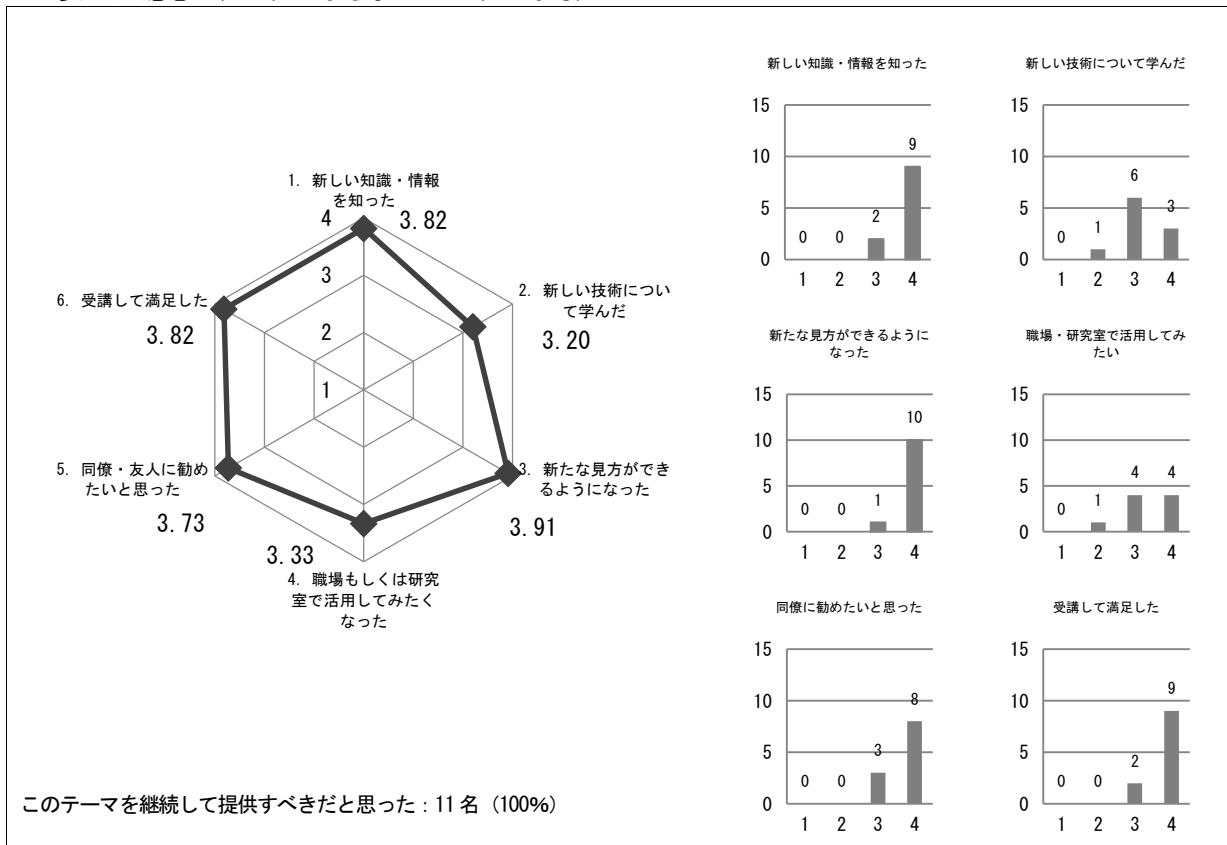 1. 新しい知識・情報
を知った
3.82
4
3
2
1
2. 新しい技術につい
て学んだ
3.20
3. 新たな見方ができ
るようになった
3.91
4. 職場もしくは研究
室で活用してみたく
なった
3.33
5. 同僚・友人に勧め
たいと思った
3.73
6. 受講して満足した
3.82
このテーマを継続して提供すべきだと思った:11名(100%)
新しい知識・情報を知った
15
10
5
0
0 0 2 9
1 2 3 4
新しい技術について学んだ
15
10
5
0
0 1 6 3
1 2 3 4
新たな見方ができるように
なった
15
10
5
0
0 0 1 10
1 2 3 4
職場・研究室で活用してみ
たい
15
10
5
0
0 1 4 4
1 2 3 4
同僚に勧めたいと思った
15
10
5
0
0 0 3 8
1 2 3 4
受講して満足した
15
10
5
0
0 0 2 9
1 2 3 4